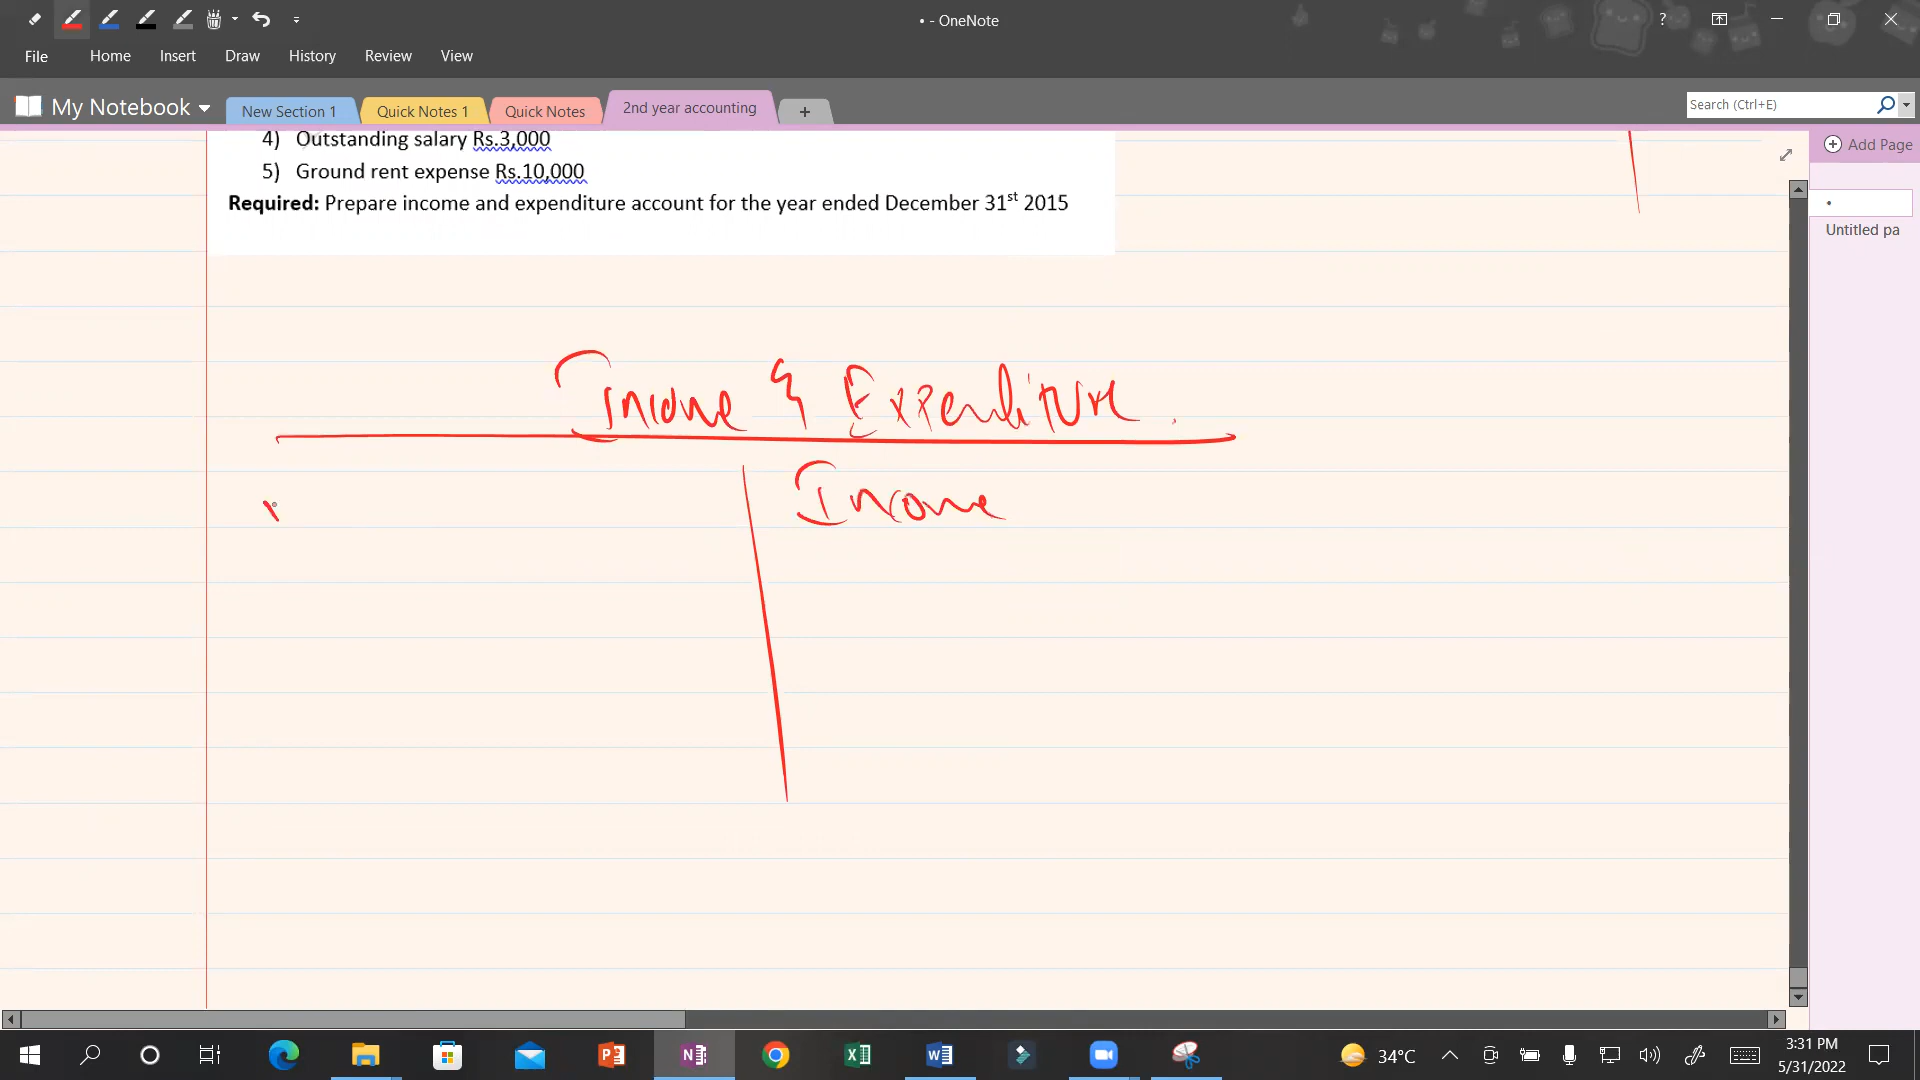 • - OneNote
?
File
Home
Insert
Draw
History
Review
View
My Notebook
New Section 1
Quick Notes 1
Quick Notes
2nd year accounting
+
Search (Ctrl+E)
4) Outstanding salary Rs.3,000
5) Ground rent expense Rs.10,000
Required: Prepare income and expenditure account for the year ended December 31st 2015
Add Page
•
Untitled pa
Income & Expenditure
Income
34°C
3:31 PM
5/31/2022